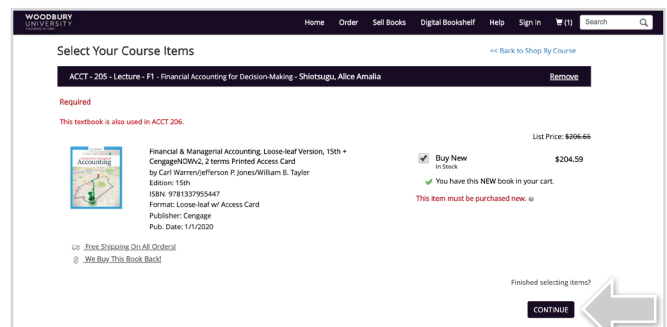 WOODBURY
UNIVERSITY
Home Order Sell Books Digital Bookshelf Help Sign In (1) Search
Select Your Course Items
<< Back to Shop By Course
ACCT - 205 - Lecture - F1 - Financial Accounting for Decision-Making - Shiotsugu, Alice Amalia
Remove
Required
This textbook is also used in ACCT 206.
List Price: $206.65
Accounting
Financial & Managerial Accounting, Loose-leaf Version, 15th +
CengageNOWv2, 2 terms Printed Access Card
by Carl Warren/Jefferson P. Jones/William B. Tayler
Edition: 15th
ISBN: 9781337955447
Format: Loose-leaf w/ Access Card
Publisher: Cengage
Pub. Date: 1/1/2020
Buy New
$204.59
In Stock
You have this NEW book in your cart.
This item must be purchased new.
Free Shipping On All Orders!
We Buy This Book Back!
Finished selecting items?
CONTINUE